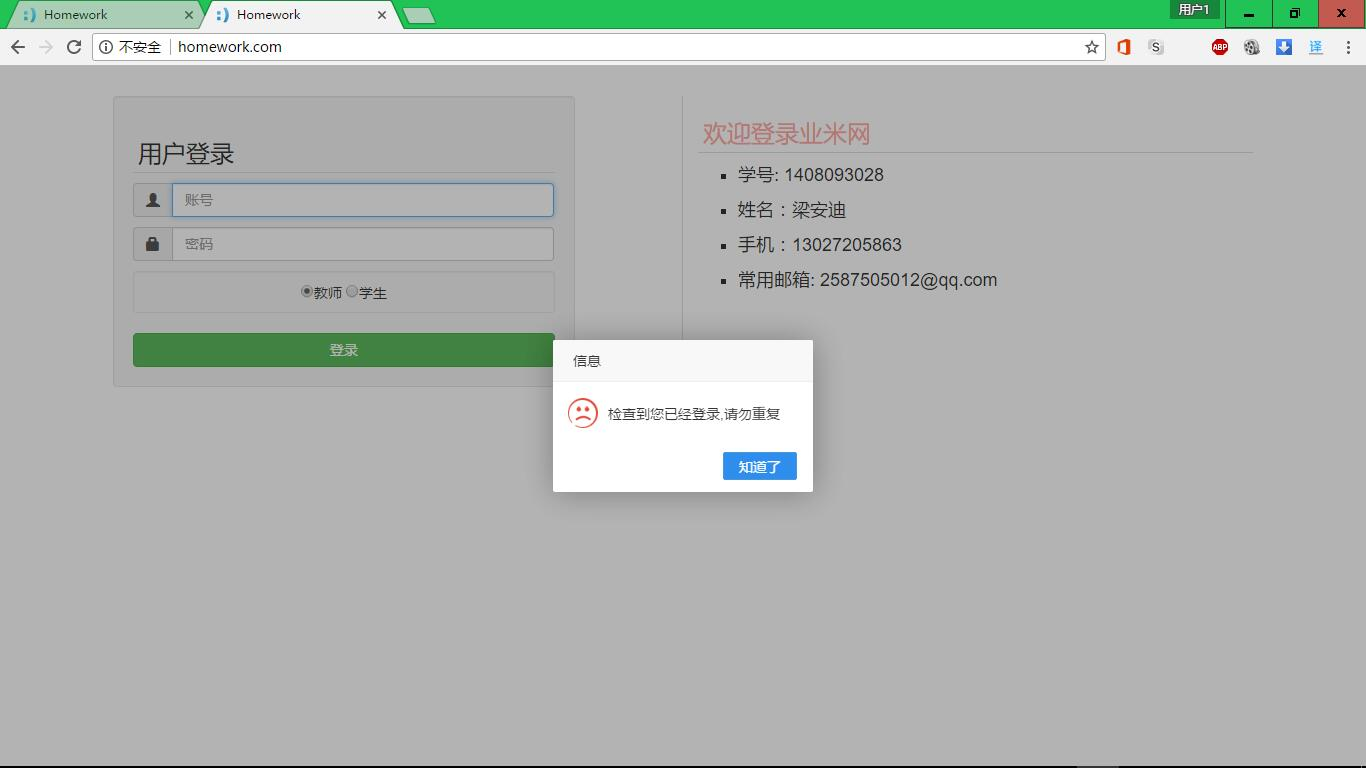 Homework
Homework
用户1
不安全 homework.com
S
ABP
译
用户登录
账号
密码
教师 学生
登录
欢迎登录业米网
学号: 1408093028
姓名：梁安迪
手机：13027205863
常用邮箱: 2587505012@qq.com
信息
检查到您已经登录,请勿重复
知道了